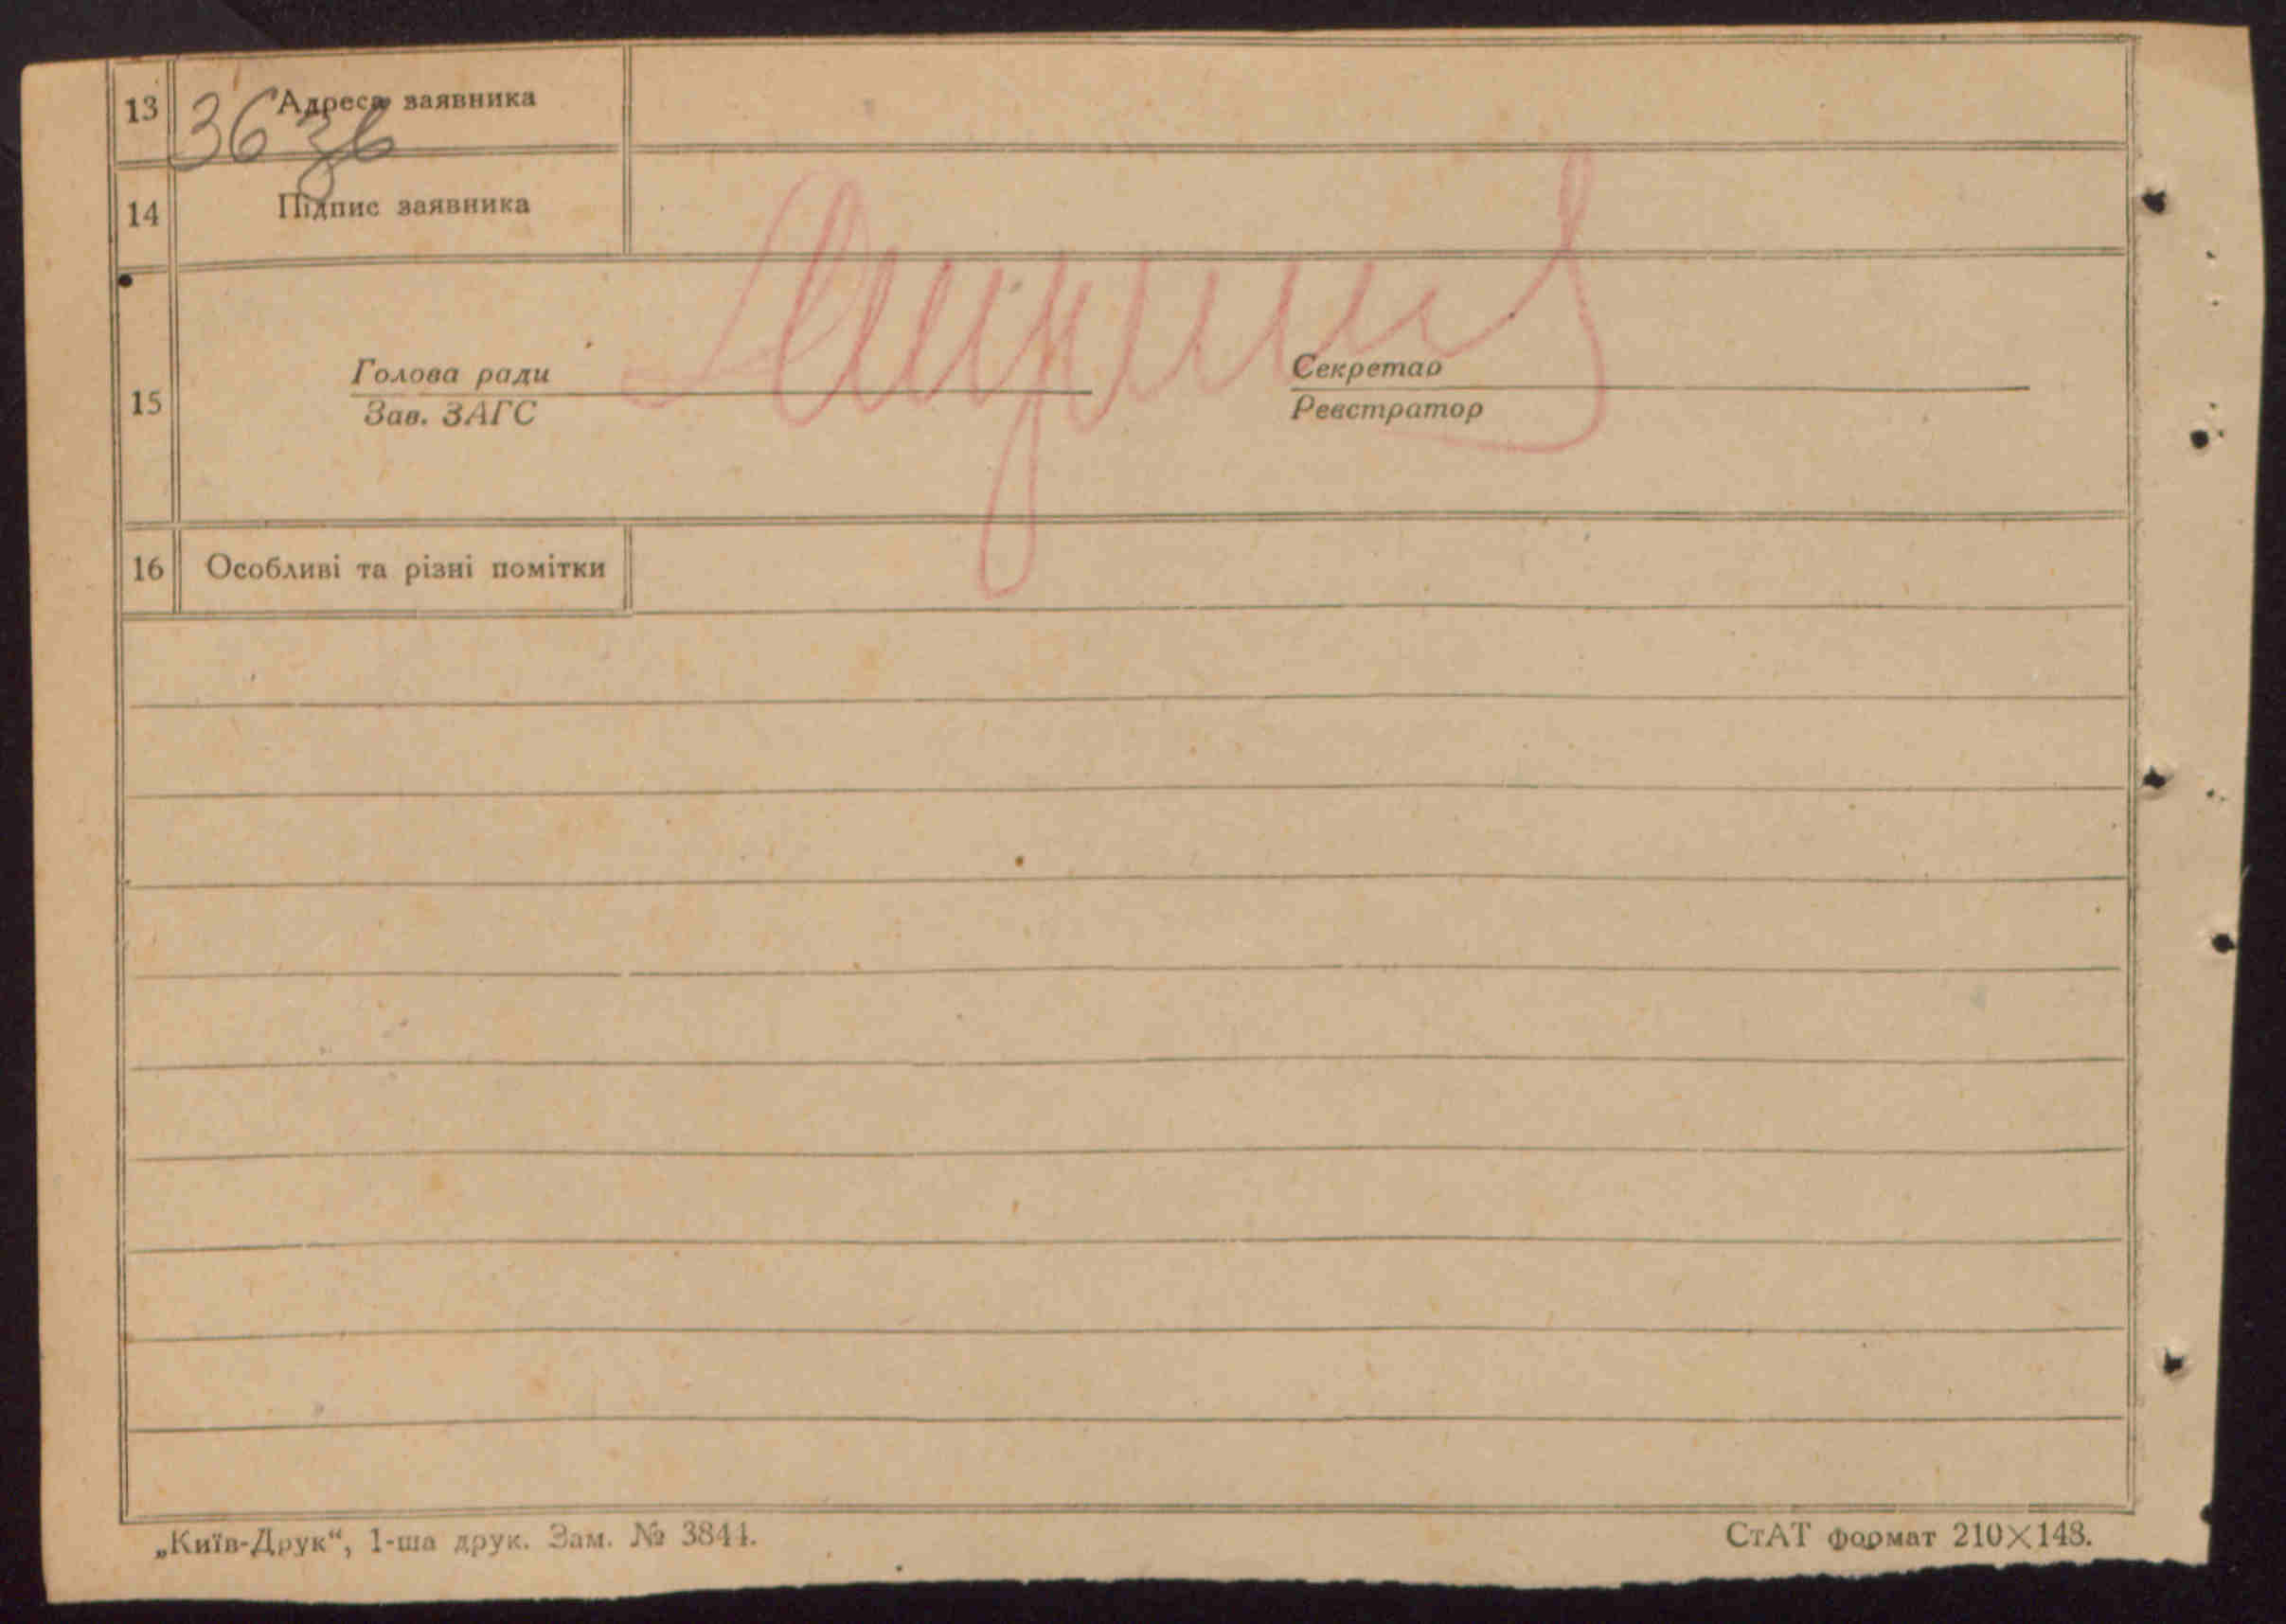 13 Адреса заявника
36 зв
14 Підпис заявника
15
Голова ради
Зав. ЗАГС
Секретар
Реєстратор
16 Особливі та різні помітки
„Київ-Друк“, 1-ша друк. Зам. № 3844.
СтАТ формат 210×148.